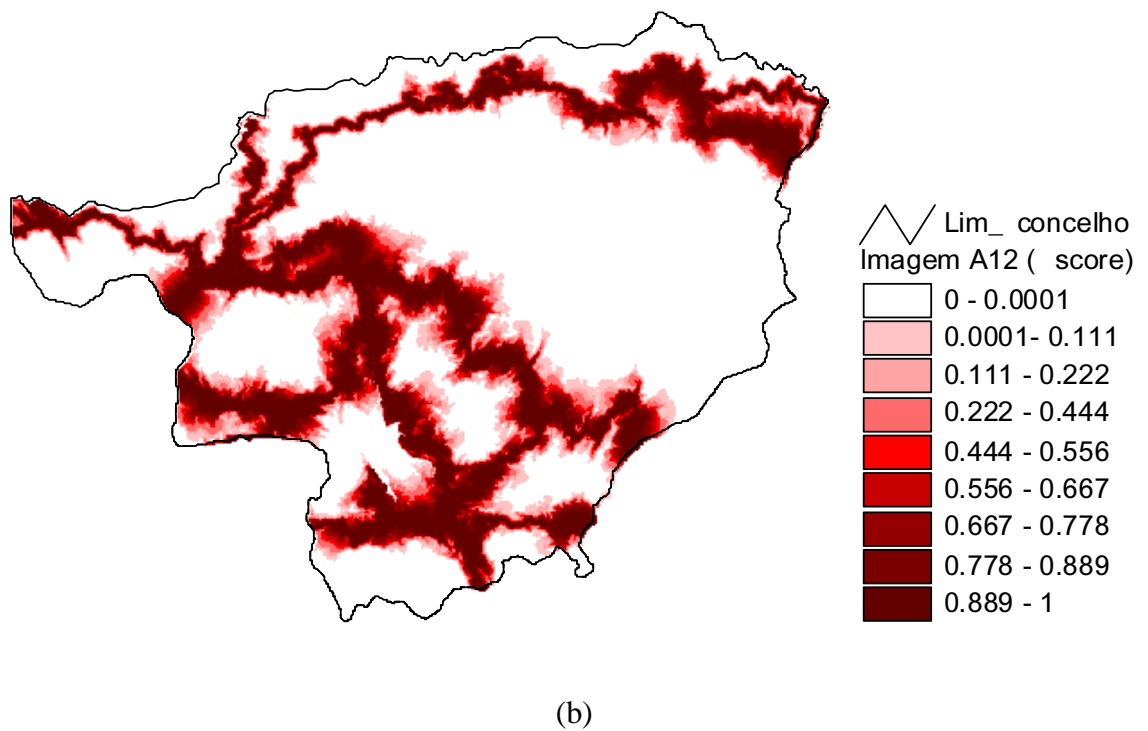 Lim_ concelho
Imagem A12 ( score)
0 - 0.0001
0.0001- 0.111
0.111 - 0.222
0.222 - 0.444
0.444 - 0.556
0.556 - 0.667
0.667 - 0.778
0.778 - 0.889
0.889 - 1
(b)